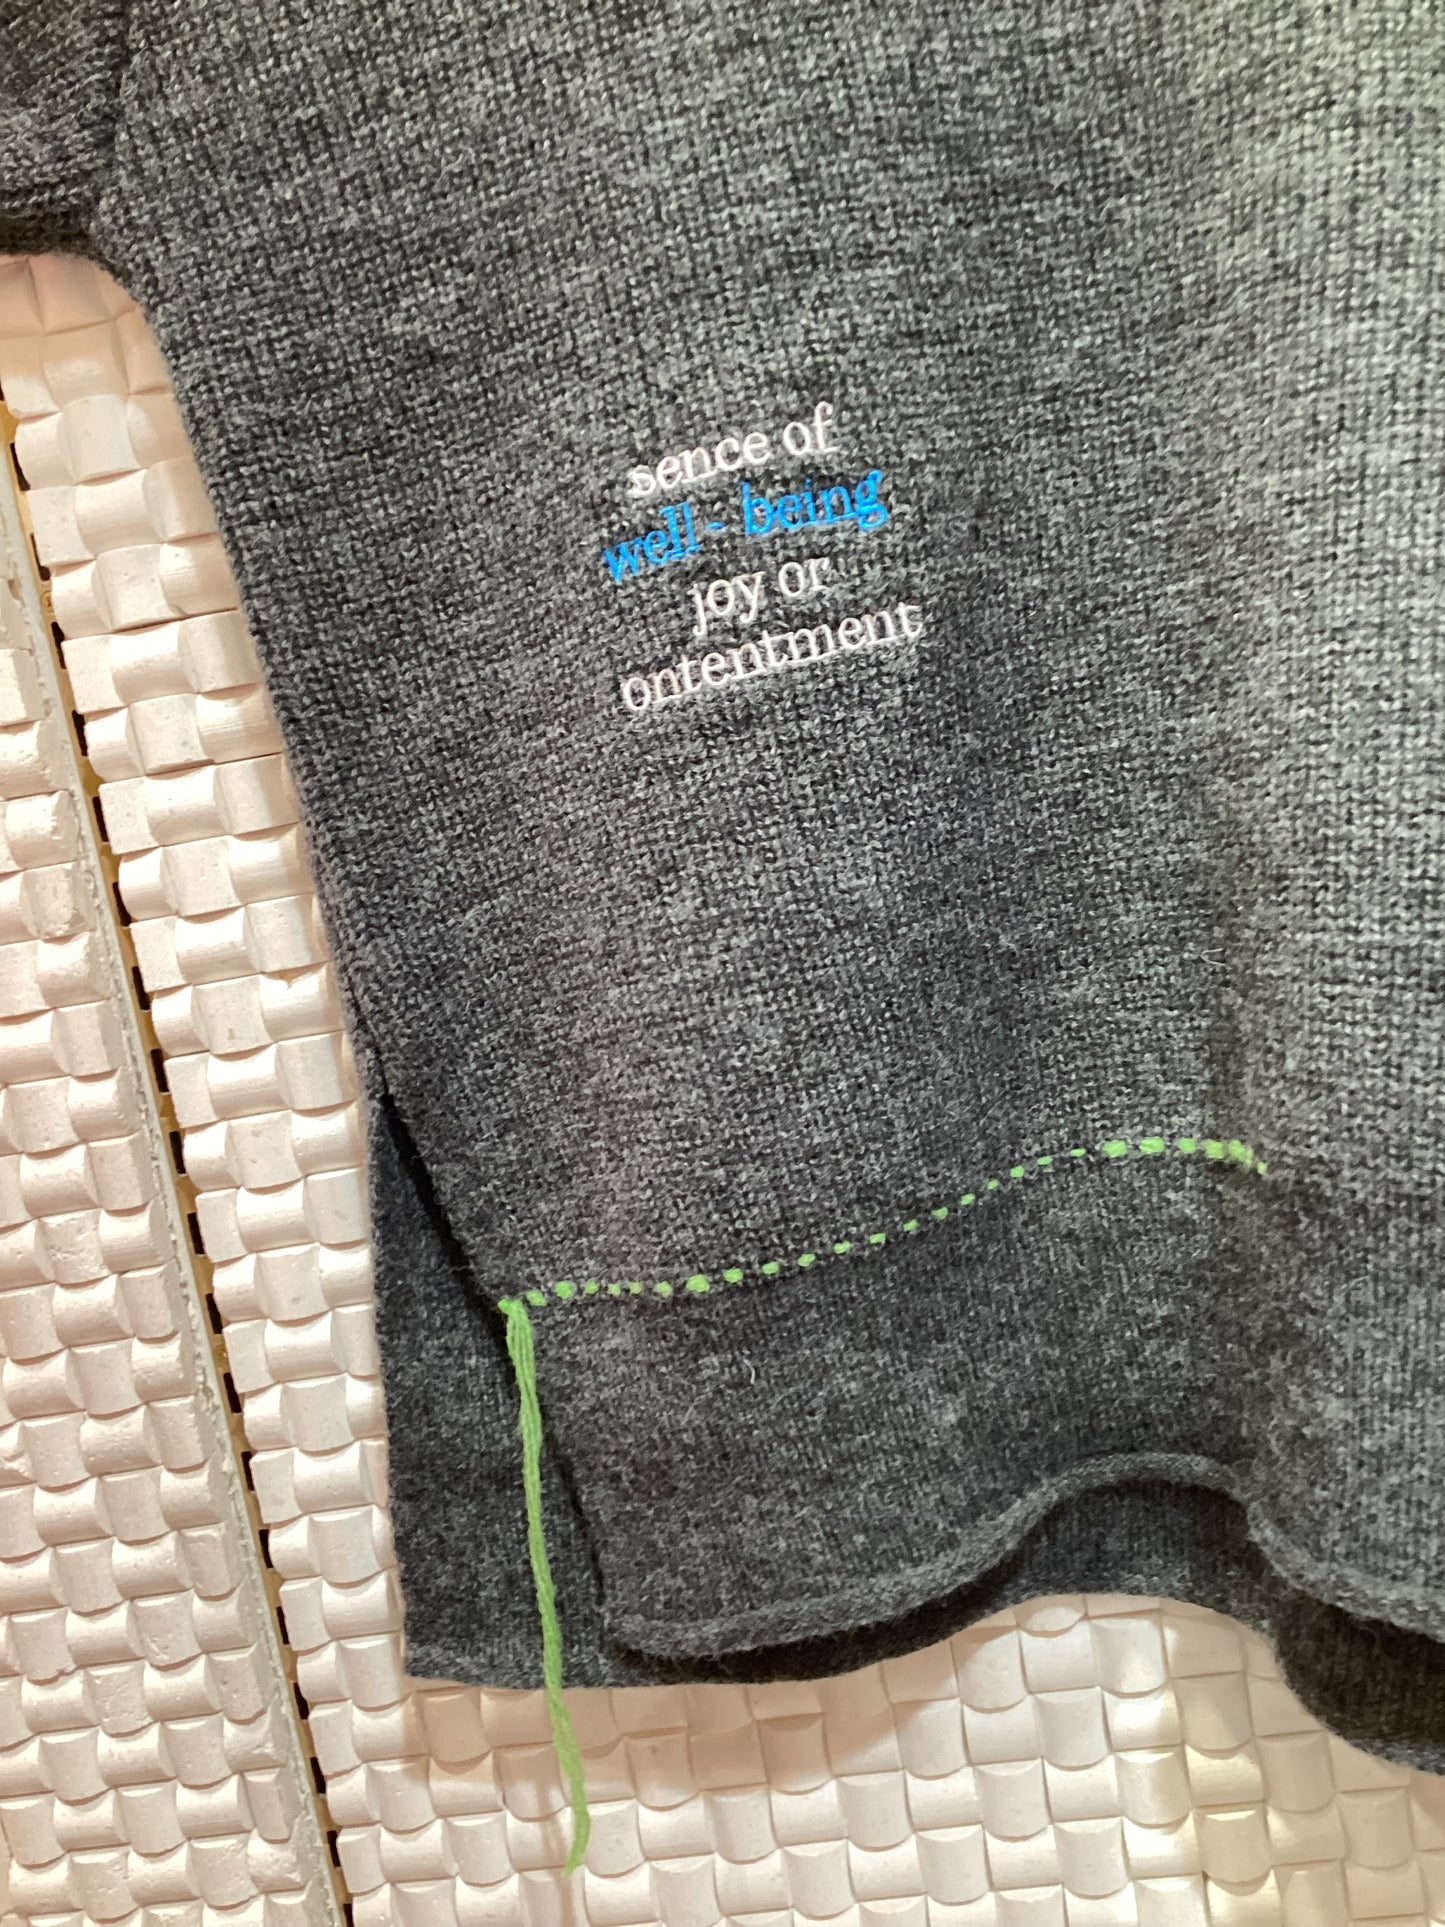 sence of
well - being
joy or
ontentment